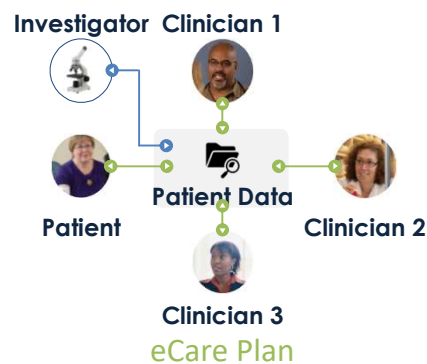 Investigator Clinician 1
Patient Data
Patient
Clinician 2
Clinician 3
eCare Plan